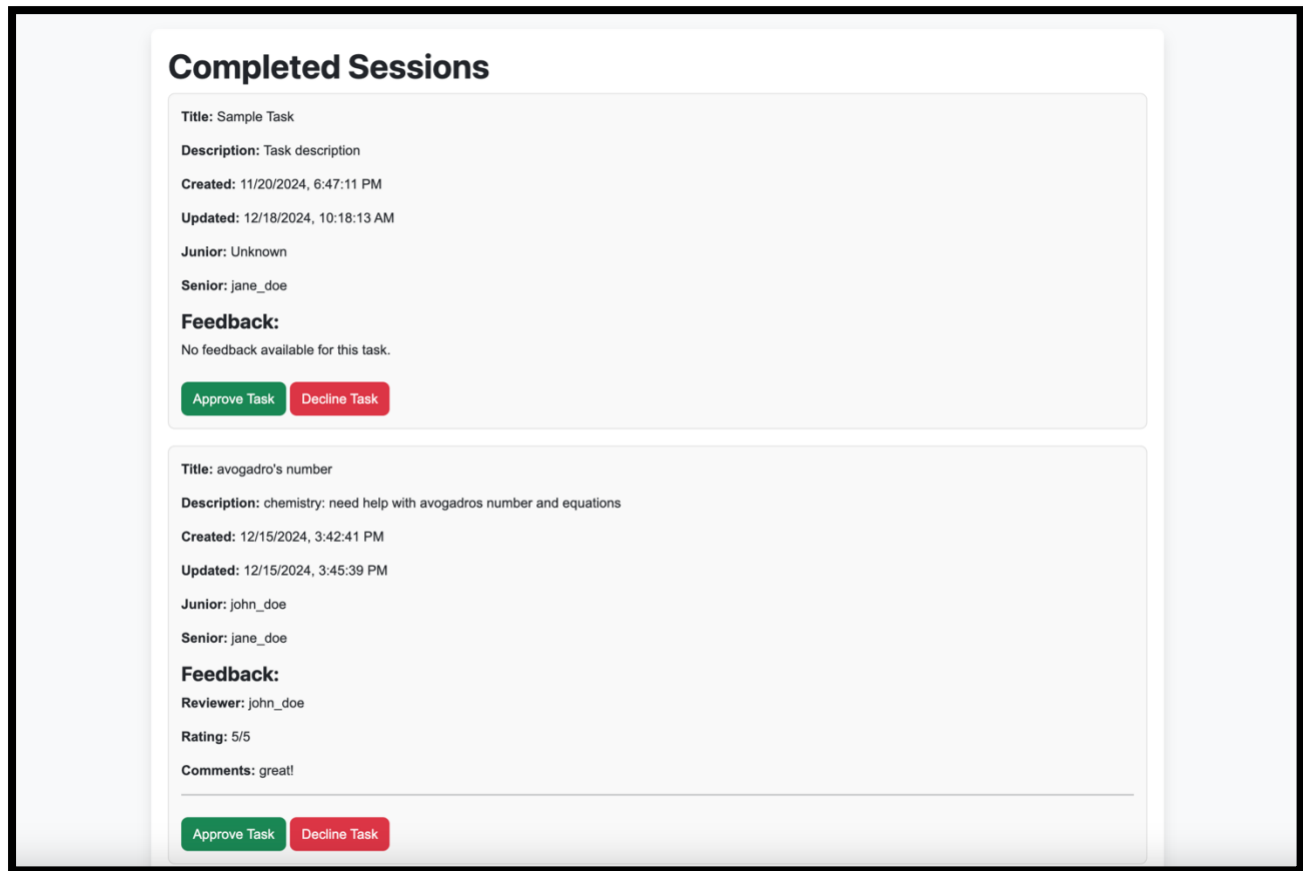 Completed Sessions
Title: Sample Task
Description: Task description
Created: 11/20/2024, 6:47:11 PM
Updated: 12/18/2024, 10:18:13 AM
Junior: Unknown
Senior: jane_doe
Feedback:
No feedback available for this task.
Approve Task Decline Task
Title: avogadro's number
Description: chemistry: need help with avogadros number and equations
Created: 12/15/2024, 3:42:41 PM
Updated: 12/15/2024, 3:45:39 PM
Junior: john_doe
Senior: jane_doe
Feedback:
Reviewer: john_doe
Rating: 5/5
Comments: great!
Approve Task Decline Task